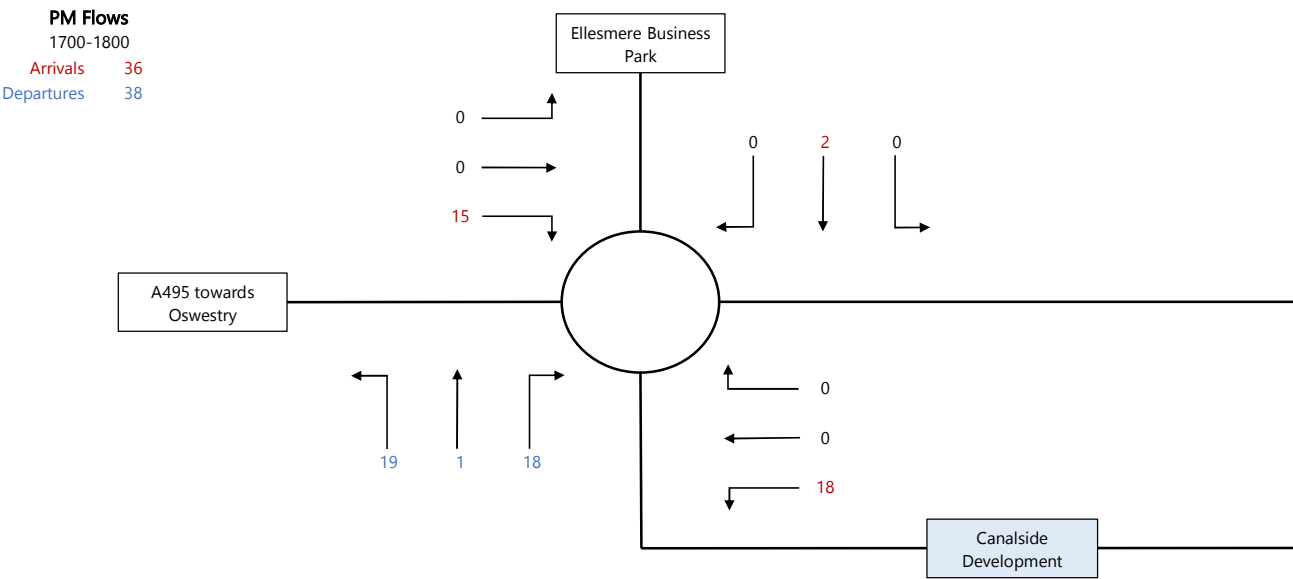 PM Flows
1700-1800
Arrivals 36
Departures 38
Ellesmere Business
Park
0
0
15
0 2 0
A495 towards
Oswestry
19 1 18
0
0
18
Canalside
Development